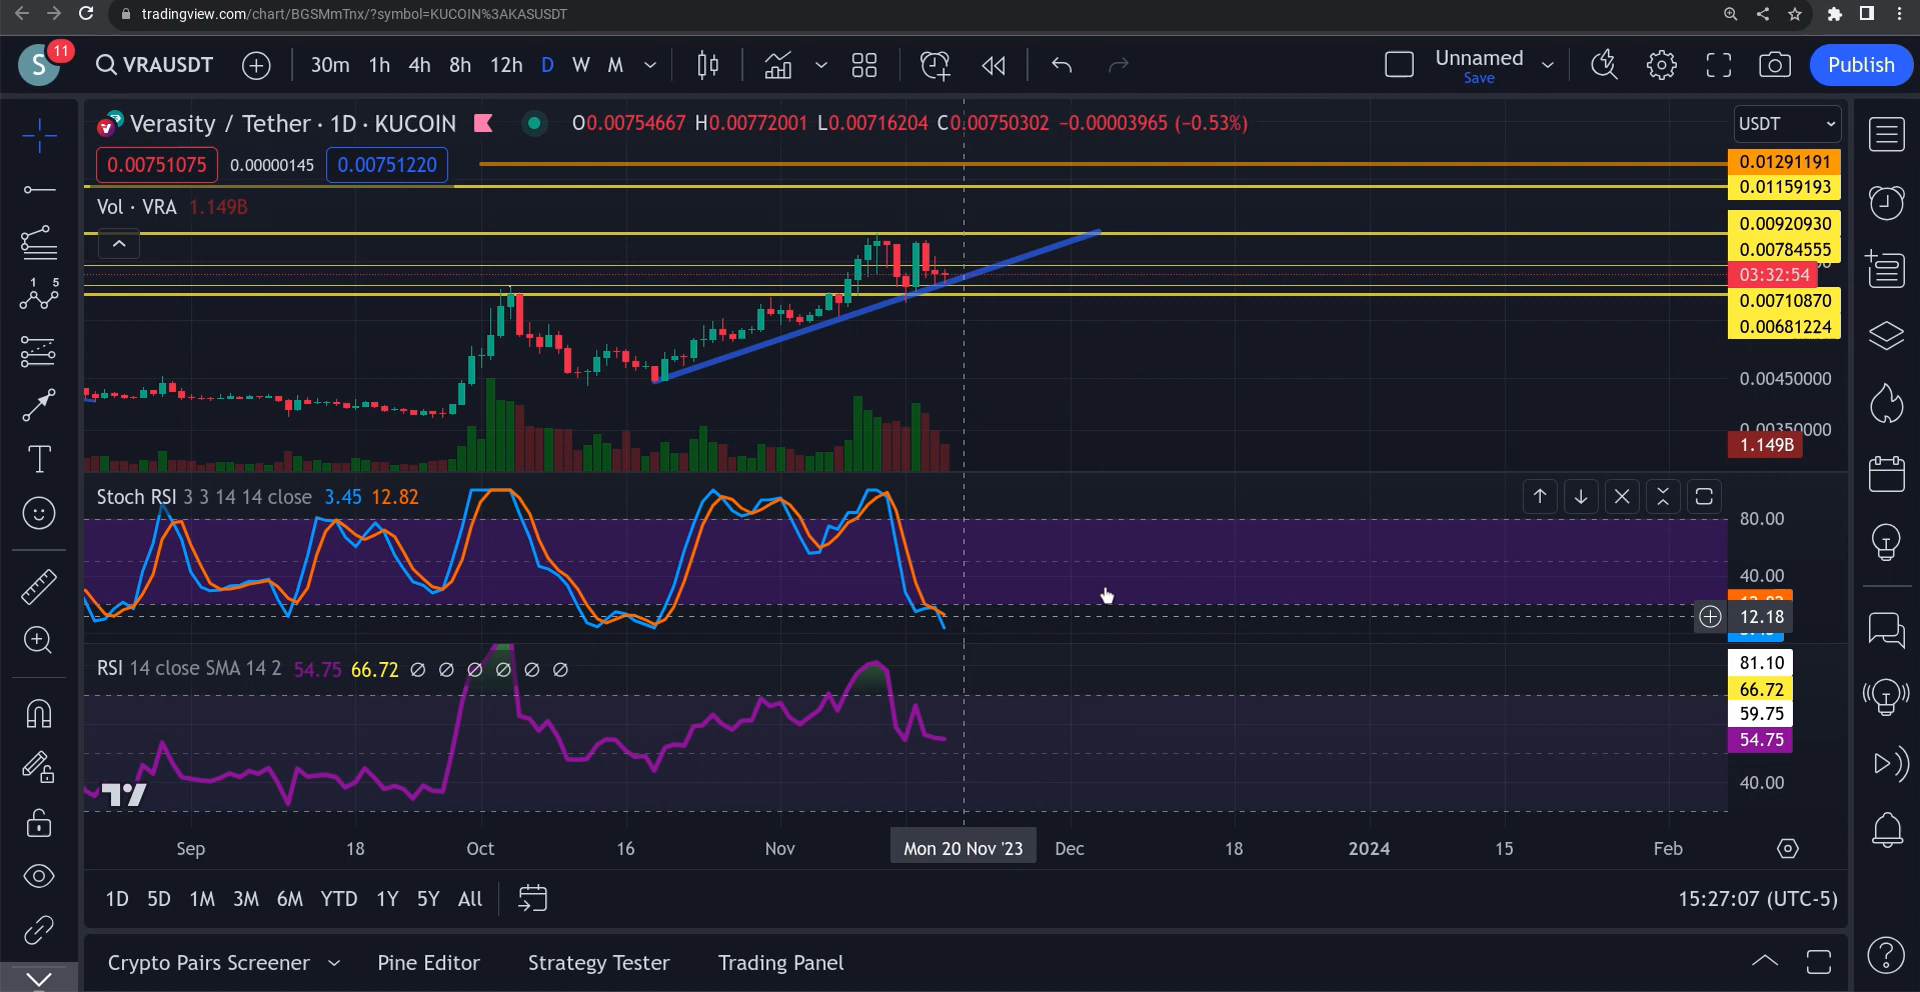 tradingview.com/chart/BGSMmTnx/?symbol=KUCOIN%3AKASUSDT
S 11 VRAUSDT 30m 1h 4h 8h 12h D W M Unnamed Save Publish
Verasity / Tether · 1D · KUCOIN O0.00754667 H0.00772001 L0.00716204 C0.00750302 −0.00003965 (−0.53%)
USDT
0.00751075 0.00000145 0.00751220
0.01291191
0.01159193
Vol · VRA 1.149B
0.00920930
0.00784555
03:32:54
0.00710870
0.00681224
0.00450000
0.00350000
1.149B
1 5
T
Stoch RSI 3 3 14 14 close 3.45 12.82
80.00
40.00
12.18
RSI 14 close SMA 14 2 54.75 66.72 ∅ ∅ ∅ ∅ ∅ ∅
81.10
66.72
59.75
54.75
40.00
Sep 18 Oct 16 Nov Mon 20 Nov '23 Dec 18 2024 15 Feb
1D 5D 1M 3M 6M YTD 1Y 5Y All 15:27:07 (UTC-5)
Crypto Pairs Screener Pine Editor Strategy Tester Trading Panel